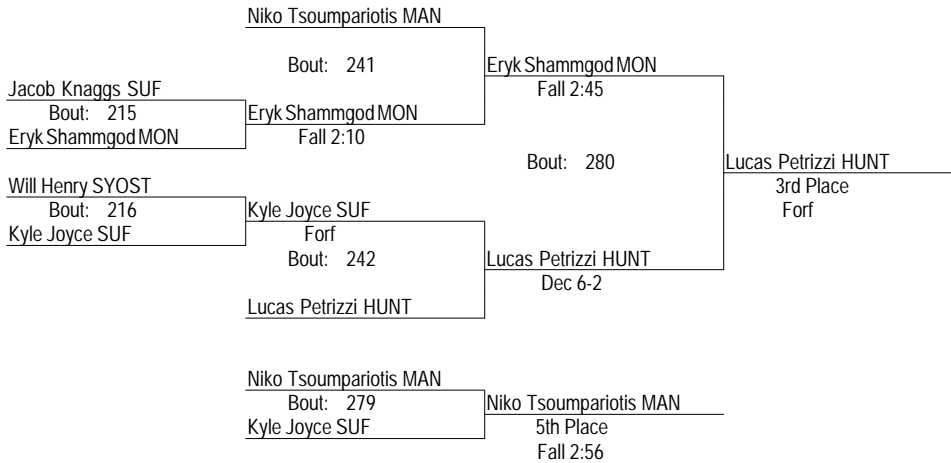 Niko Tsoumpariotis MAN
Bout: 241
Eryk Shammgod MON
Fall 2:45
Jacob Knaggs SUF
Bout: 215
Eryk Shammgod MON
Eryk Shammgod MON
Fall 2:10
Bout: 280
Lucas Petrizzi HUNT
3rd Place
Forf
Will Henry SYOST
Bout: 216
Kyle Joyce SUF
Kyle Joyce SUF
Forf
Bout: 242
Lucas Petrizzi HUNT
Dec 6-2
Lucas Petrizzi HUNT
Niko Tsoumpariotis MAN
Bout: 279
Kyle Joyce SUF
Niko Tsoumpariotis MAN
5th Place
Fall 2:56